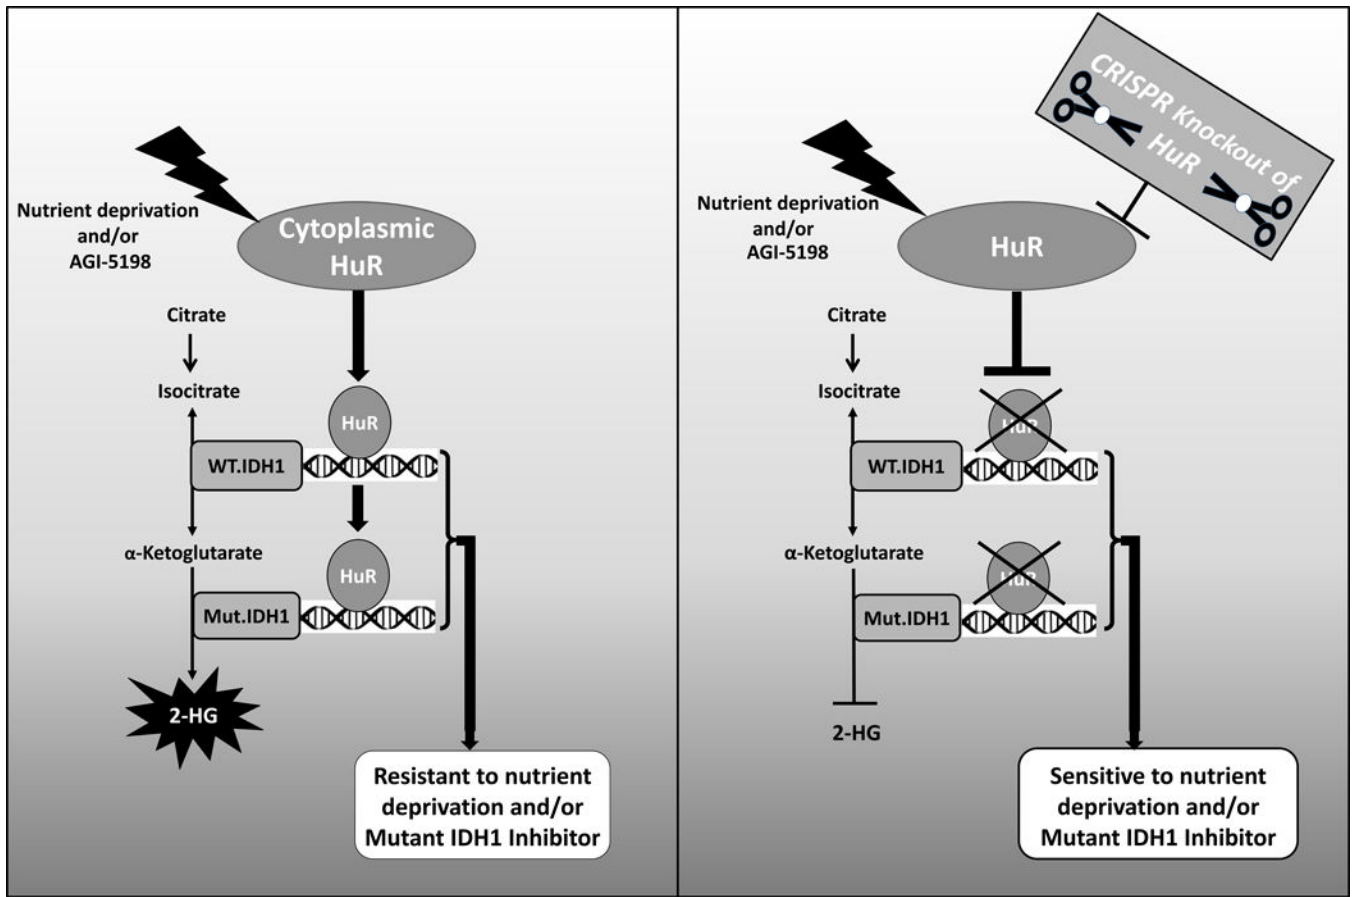 Nutrient deprivation
and/or
AGI-5198
Cytoplasmic
HuR
Citrate
Isocitrate
HuR
WT.IDH1
α-Ketoglutarate
HuR
Mut.IDH1
2-HG
Resistant to nutrient
deprivation and/or
Mutant IDH1 Inhibitor
CRISPR Knockout of
HuR
Nutrient deprivation
and/or
AGI-5198
HuR
Citrate
Isocitrate
HuR
WT.IDH1
α-Ketoglutarate
HuR
Mut.IDH1
2-HG
Sensitive to nutrient
deprivation and/or
Mutant IDH1 Inhibitor